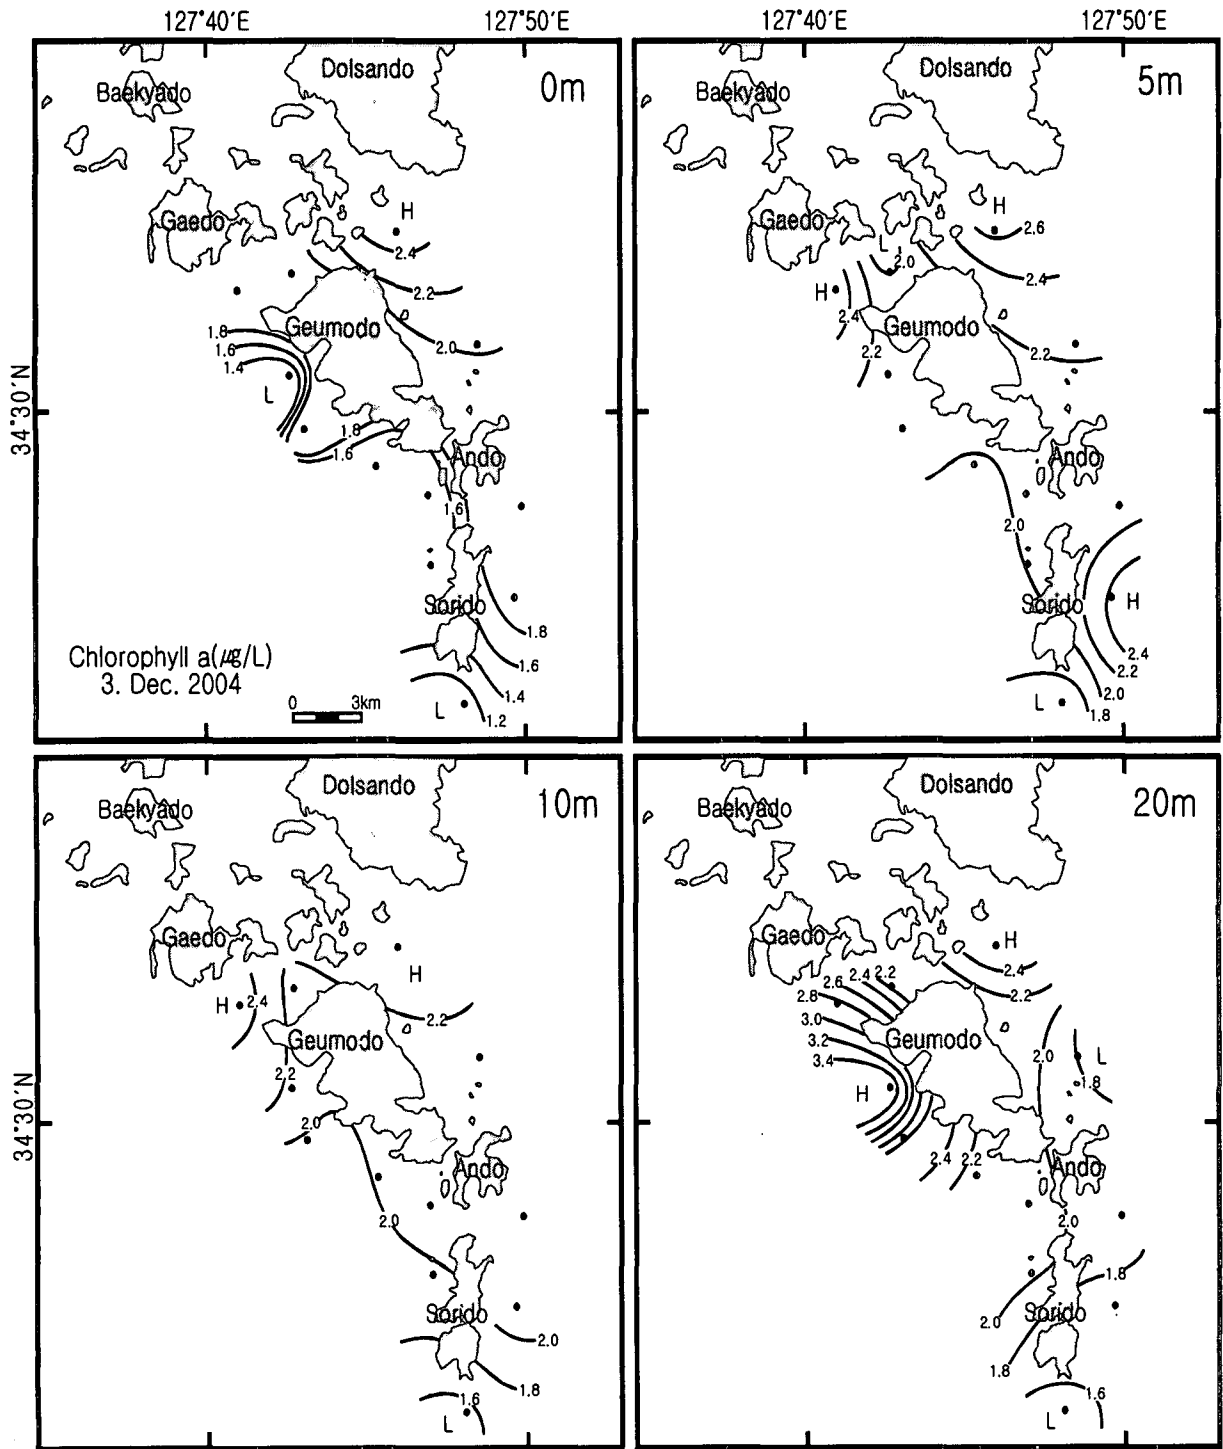 127°40′E 127°50′E 127°40′E 127°50′E
Dolsando
0m
Baekyado
H
Gaedo
2.4
2.2
1.8
Geumodo
1.6
2.0
1.4
L
34°30′N
1.8
1.6
Ando
1.6
Sorido
1.8
Chlorophyll a(㎍/L)
1.6
3. Dec. 2004
1.4
0 3km
L
1.2
Dolsando
5m
Baekyado
H
Gaedo
2.6
L
2.0
2.4
H
2.4
Geumodo
2.2
2.2
Ando
2.0
Sorido
H
2.4
2.2
2.0
L
1.8
Dolsando
10m
Baekyado
Gaedo
H
H
2.4
2.2
Geumodo
2.2
34°30′N
2.0
Ando
2.0
Sorido
2.0
1.8
1.6
L
Dolsando
20m
Baekyado
Gaedo
H
2.4
2.6 2.4 2.2
2.8
2.2
3.0
Geumodo
3.2
2.0
L
3.4
1.8
H
2.4 2.2
Ando
2.0
1.8
Sorido
2.0
1.8
1.6
L